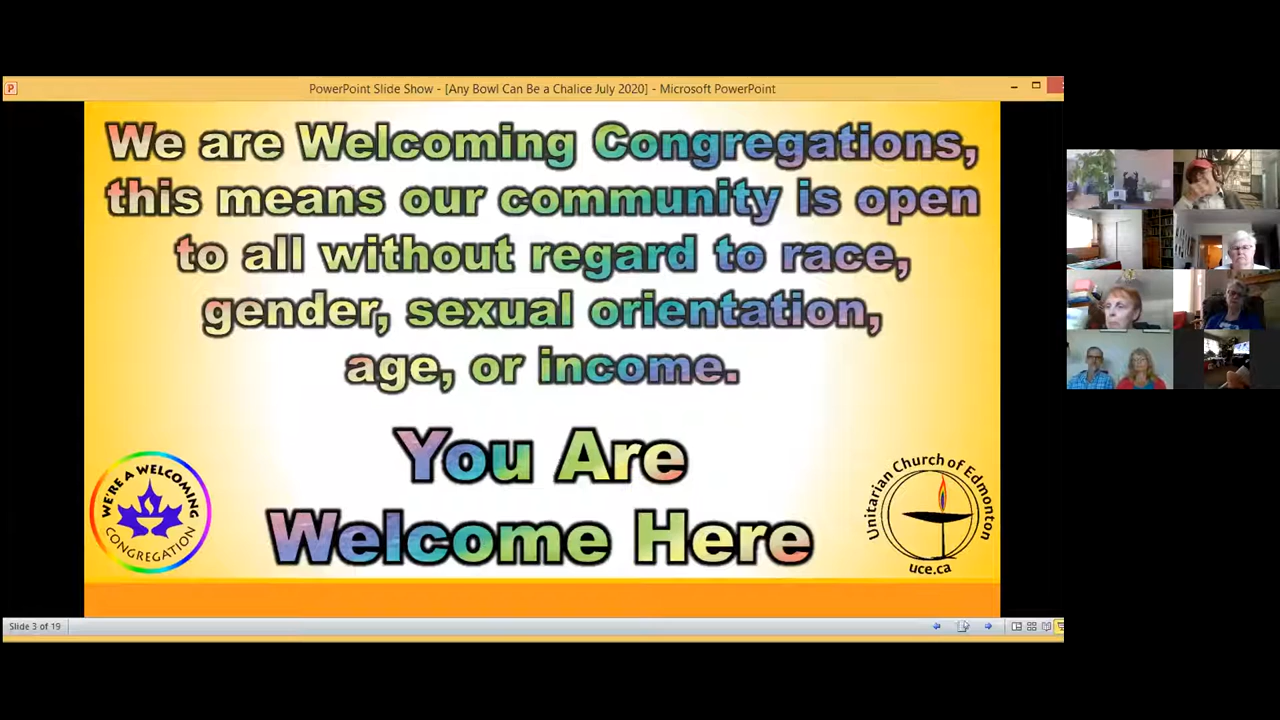 PowerPoint Slide Show - [Any Bowl Can Be a Chalice July 2020] - Microsoft PowerPoint
We are Welcoming Congregations,
this means our community is open
to all without regard to race,
gender, sexual orientation,
age, or income.
You Are
Welcome Here
WE'RE A WELCOMING
CONGREGATION
Unitarian Church of Edmonton
uce.ca
Slide 3 of 19